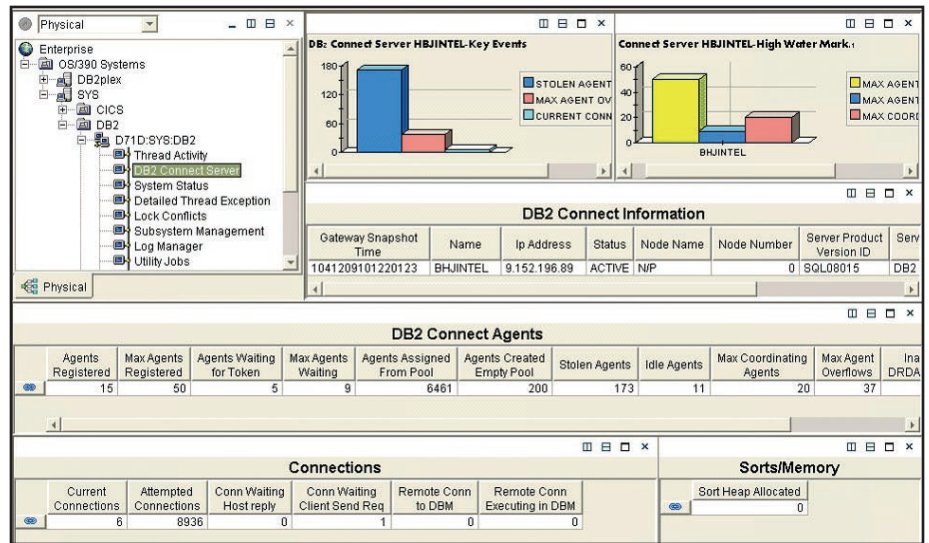 Physical
Enterprise
OS/390 Systems
DB2plex
SYS
CICS
DB2
D71D:SYS:DB2
Thread Activity
DB2 Connect Server
System Status
Detailed Thread Exception
Lock Conflicts
Subsystem Management
Log Manager
Utility Jobs
Physical
DB2 Connect Server HBJINTEL-Key Events
180
120
60
0
STOLEN AGENT
MAX AGENT OV
CURRENT CONN
Connect Server HBJINTEL-High Water Mark.
60
40
20
0
BHJINTEL
MAX AGENT
MAX AGENT
MAX COORD
DB2 Connect Information
Gateway Snapshot Time Name Ip Address Status Node Name Node Number Server Product Version ID Serv
1041209101220123 BHJINTEL 9.152.196.89 ACTIVE N/P 0 SQL08015 DB2
DB2 Connect Agents
Agents Registered Max Agents Registered Agents Waiting for Token Max Agents Waiting Agents Assigned From Pool Agents Created Empty Pool Stolen Agents Idle Agents Max Coordinating Agents Max Agent Overflows Ina DRDA
15 50 5 9 6461 200 173 11 20 37
Connections
Current Connections Attempted Connections Conn Waiting Host reply Conn Waiting Client Send Req Remote Conn to DBM Remote Conn Executing in DBM
6 8936 0 1 0 0
Sorts/Memory
Sort Heap Allocated
0